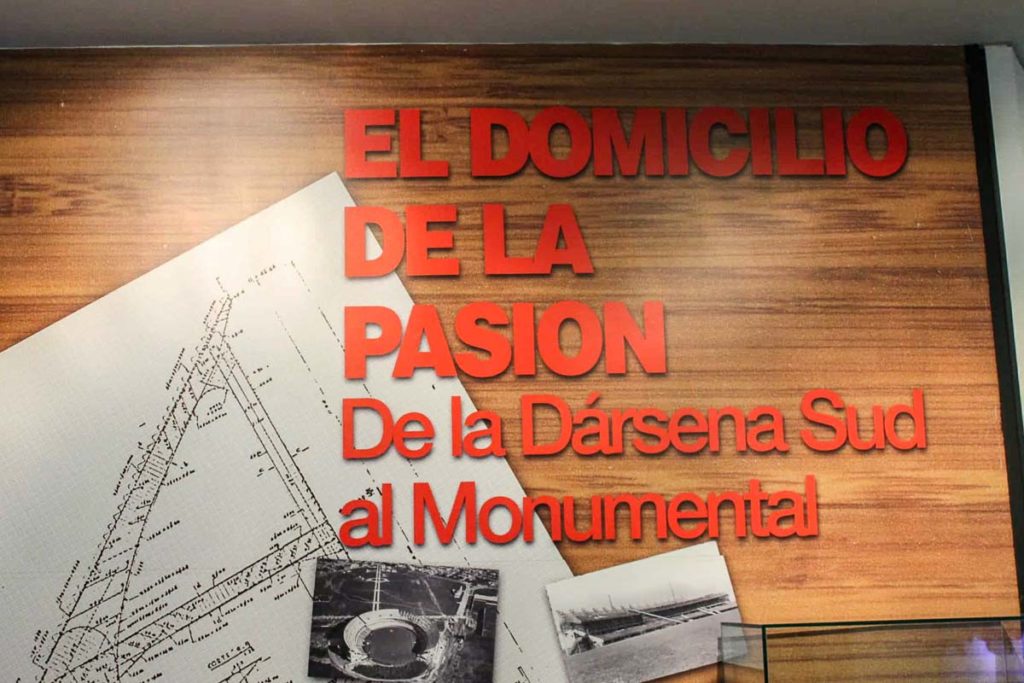 EL DOMICILIO
DE LA
PASION
De la Dársena Sud
al Monumental